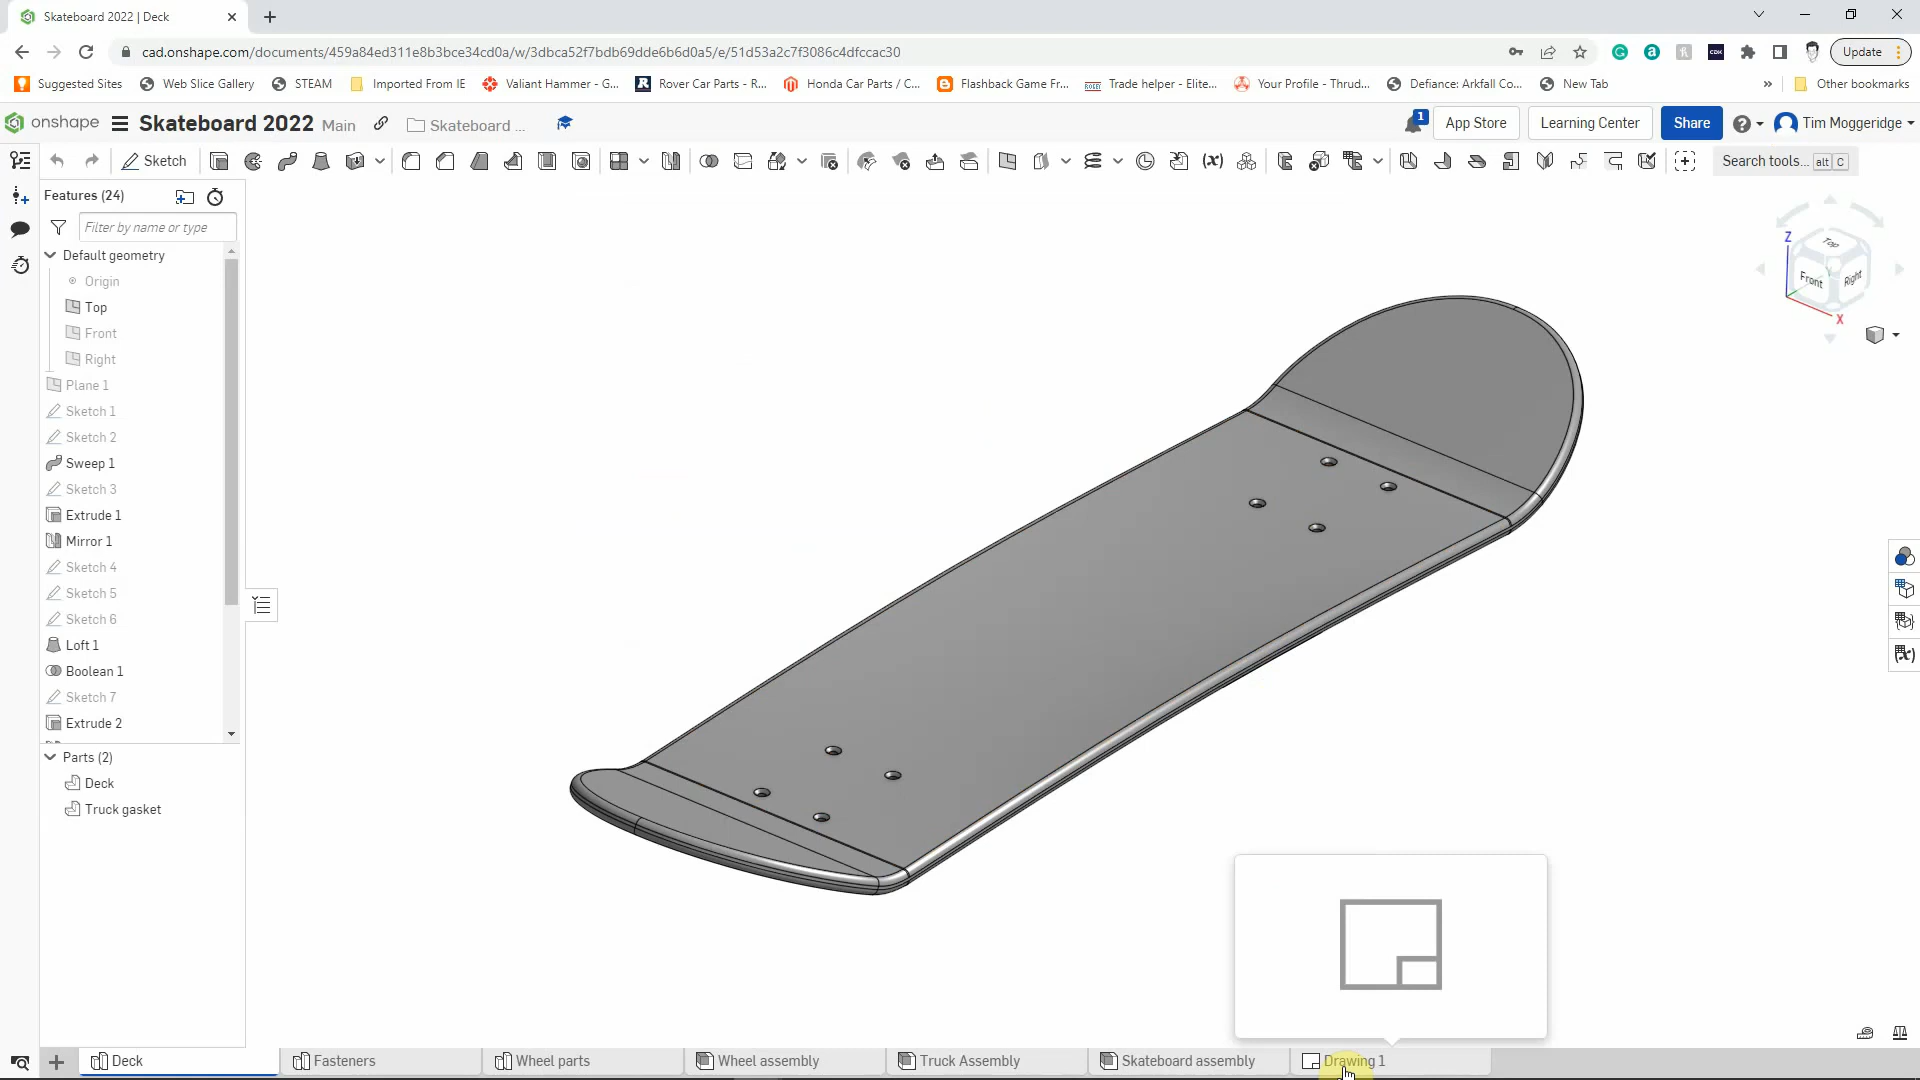 Skateboard 2022 | Deck
cad.onshape.com/documents/459a84ed311e8b3bce34cd0a/w/3dbca52f7bdb69dde6b6d0a5/e/51d53a2c7f3086c4dfccac30
Update
Suggested Sites
Web Slice Gallery
STEAM
Imported From IE
Valiant Hammer - G...
Rover Car Parts - R...
Honda Car Parts / C...
Flashback Game Fr...
Trade helper - Elite...
Your Profile - Thrud...
Defiance: Arkfall Co...
New Tab
»
Other bookmarks
onshape
Skateboard 2022
Main
Skateboard ...
1
App Store
Learning Center
Share
Tim Moggeridge
Sketch
Search tools... alt C
Features (24)
Filter by name or type
Default geometry
Origin
Top
Front
Right
Plane 1
Sketch 1
Sketch 2
Sweep 1
Sketch 3
Extrude 1
Mirror 1
Sketch 4
Sketch 5
Sketch 6
Loft 1
Boolean 1
Sketch 7
Extrude 2
Parts (2)
Deck
Truck gasket
Z
Top
Front
Right
X
Deck
Fasteners
Wheel parts
Wheel assembly
Truck Assembly
Skateboard assembly
Drawing 1